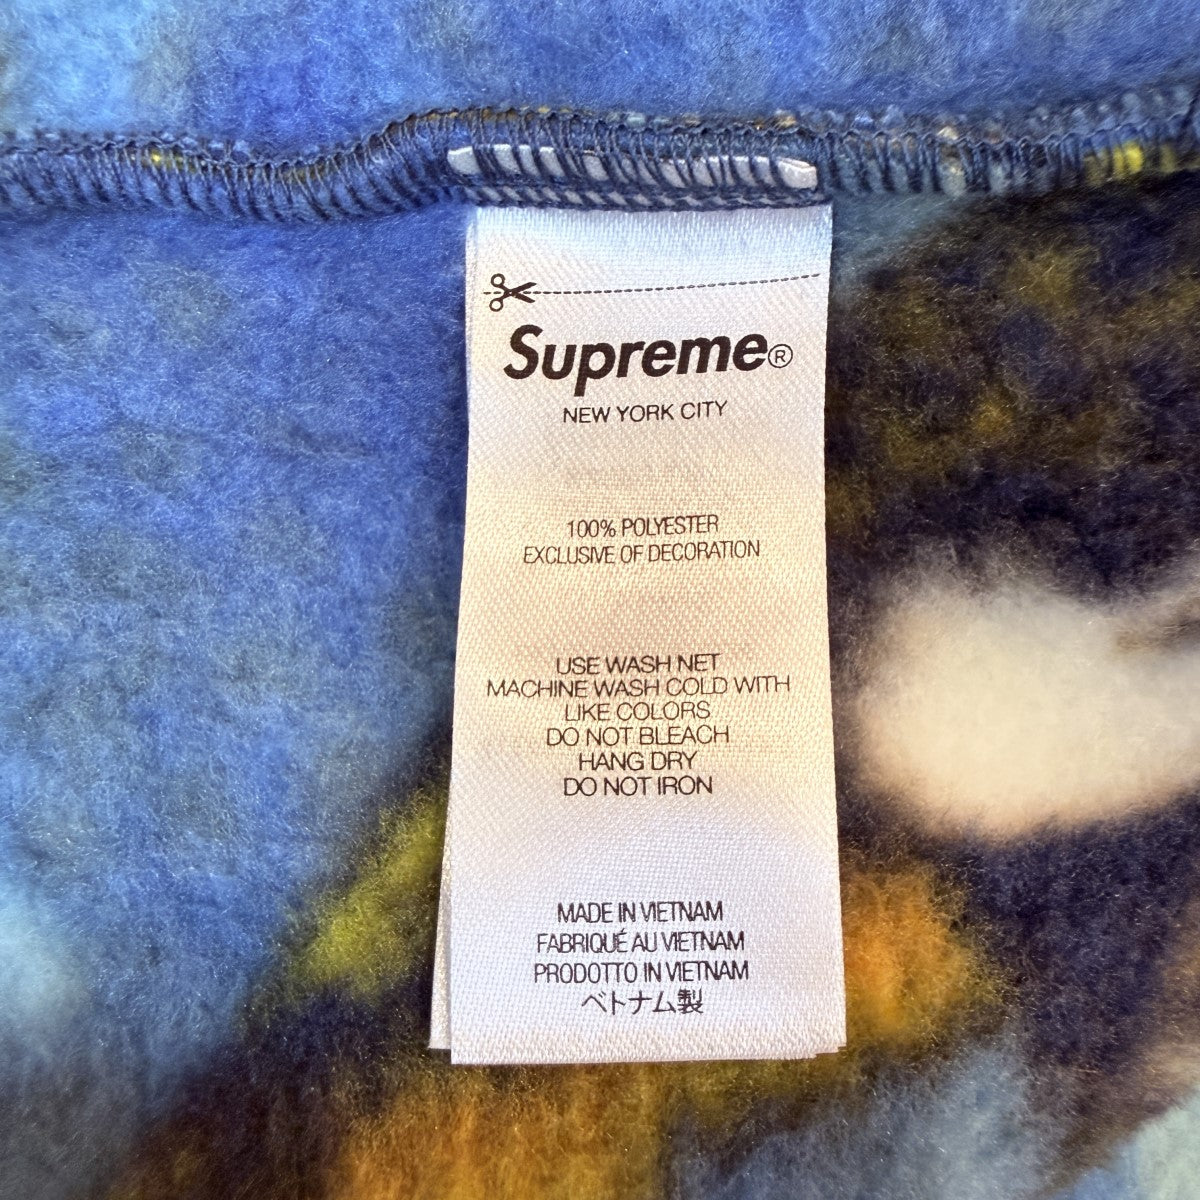 Supreme®
NEW YORK CITY
100% POLYESTER
EXCLUSIVE OF DECORATION
USE WASH NET
MACHINE WASH COLD WITH
LIKE COLORS
DO NOT BLEACH
HANG DRY
DO NOT IRON
MADE IN VIETNAM
FABRIQUÉ AU VIETNAM
PRODOTTO IN VIETNAM
ベトナム製